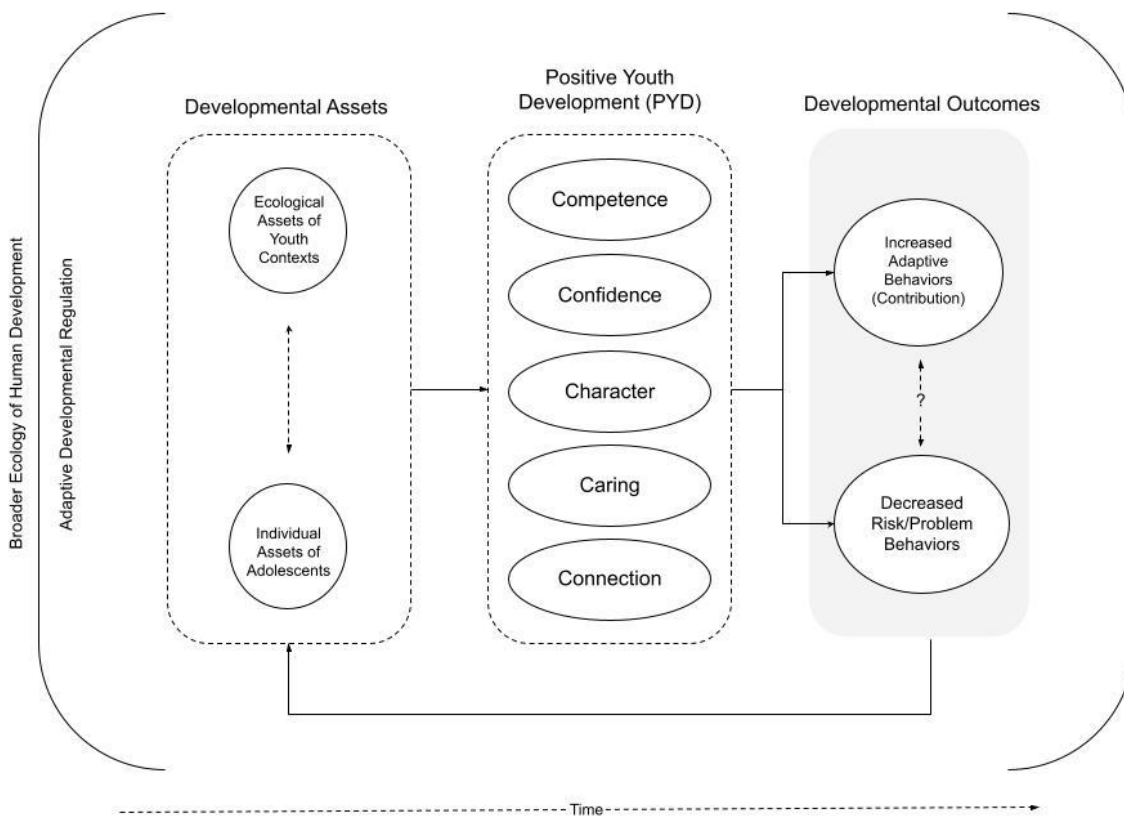 Broader Ecology of Human Development
Adaptive Developmental Regulation
Developmental Assets
Ecological
Assets of
Youth
Contexts
Individual
Assets of
Adolescents
Positive Youth
Development (PYD)
Competence
Confidence
Character
Caring
Connection
Developmental Outcomes
Increased
Adaptive
Behaviors
(Contribution)
?
Decreased
Risk/Problem
Behaviors
Time